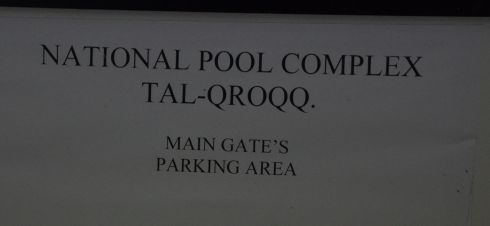 NATIONAL POOL COMPLEX
TAL-QROQQ.
MAIN GATE'S
PARKING AREA